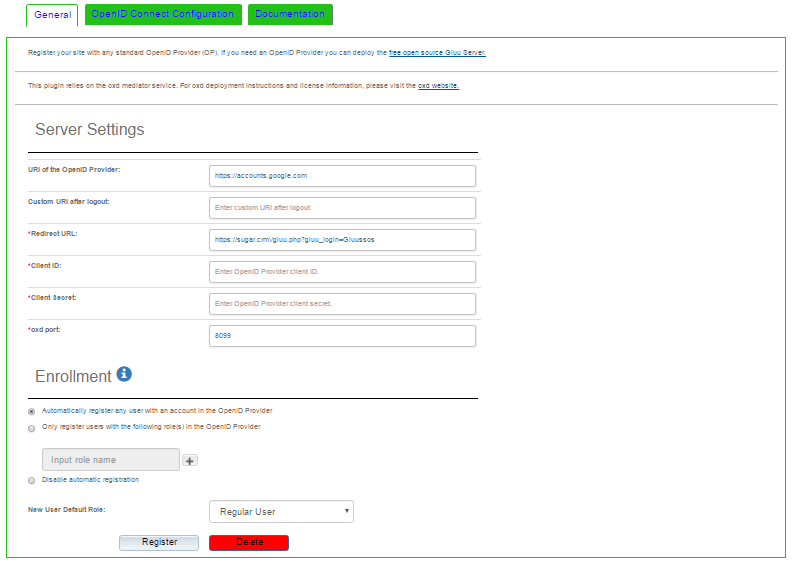 General OpenID Connect Configuration Documentation
Register your site with any standard OpenID Provider (OP). If you need an OpenID Provider you can deploy the free open source Gluu Server.
This plugin relies on the oxd mediator service. For oxd deployment instructions and license information, please visit the oxd website.
Server Settings
URI of the OpenID Provider: https://accounts.google.com
Custom URI after logout: Enter custom URI after logout
*Redirect URL: https://sugar.crm/gluu.php?gluu_login=Gluussos
*Client ID: Enter OpenID Provider client ID.
*Client Secret: Enter OpenID Provider client secret.
*oxd port: 8099
Enrollment
Automatically register any user with an account in the OpenID Provider
Only register users with the following role(s) in the OpenID Provider
Input role name
Disable automatic registration
New User Default Role: Regular User
Register Delete